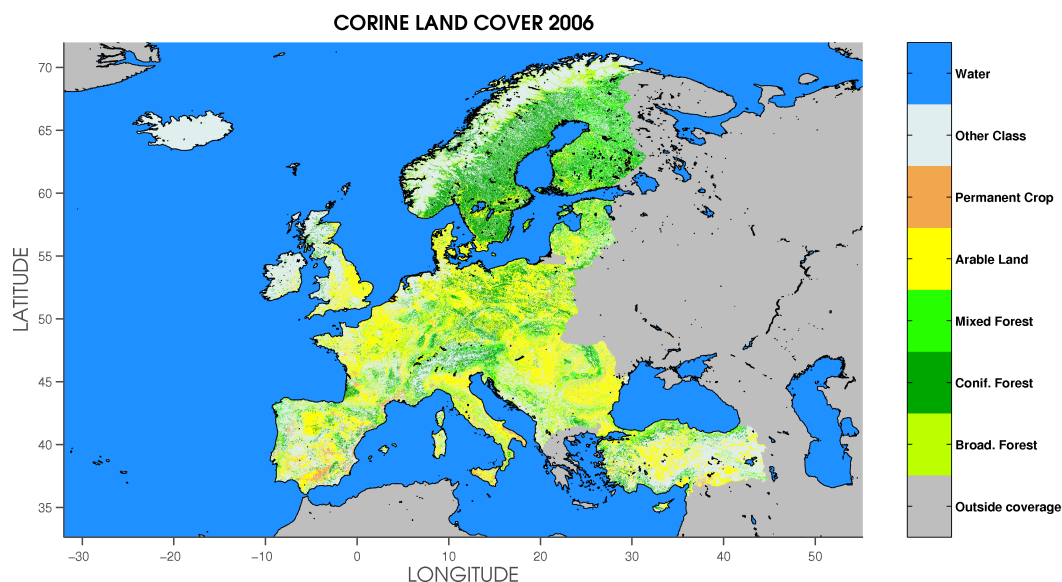 CORINE LAND COVER 2006
70
65
60
55
50
45
40
35
LATITUDE
−30
−20
−10
0
10
20
30
40
50
LONGITUDE
Water
Other Class
Permanent Crop
Arable Land
Mixed Forest
Conif. Forest
Broad. Forest
Outside coverage